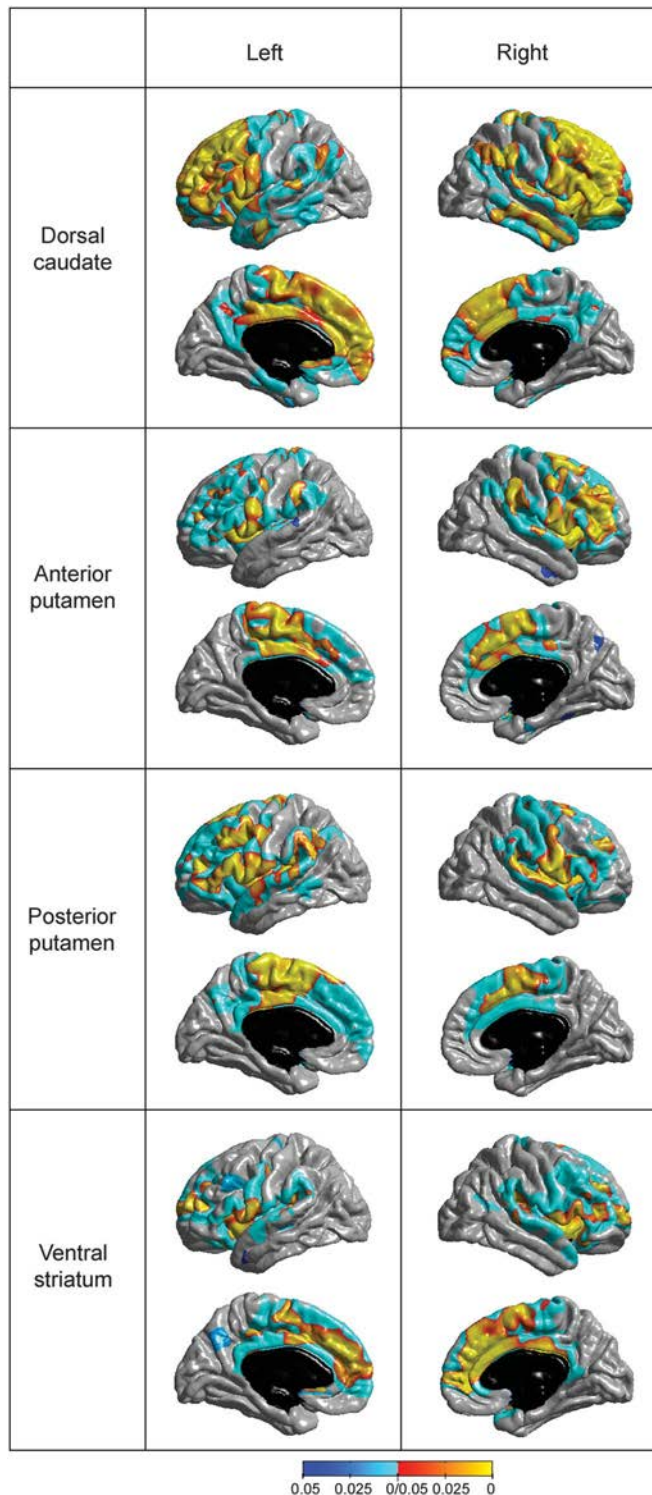 Left
Right
Dorsal
caudate
Anterior
putamen
Posterior
putamen
Ventral
striatum
0.05 0.025 0/0.05 0.025 0